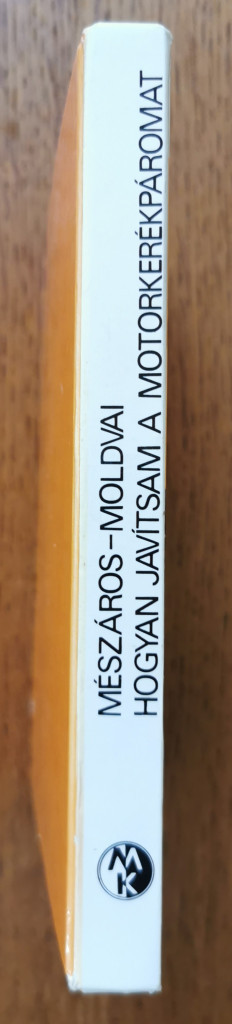 MÉSZÁROS-MOLDVAI
HOGYAN JAVÍTSAM A MOTORKERÉKPÁROMAT
MK